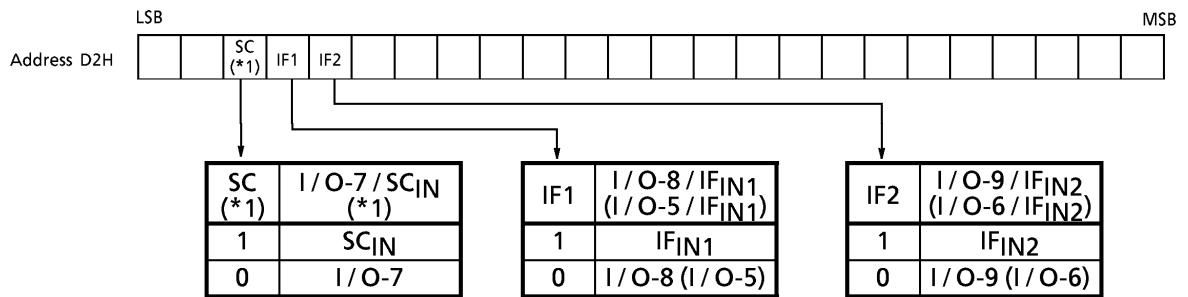 LSB MSB
Address D2H SC (*1) IF1 IF2
SC (*1) I/O-7/SCIN (*1)
1 SCIN
0 I/O-7
IF1 I/O-8/IFIN1 (I/O-5/IFIN1)
1 IFIN1
0 I/O-8 (I/O-5)
IF2 I/O-9/IFIN2 (I/O-6/IFIN2)
1 IFIN2
0 I/O-9 (I/O-6)